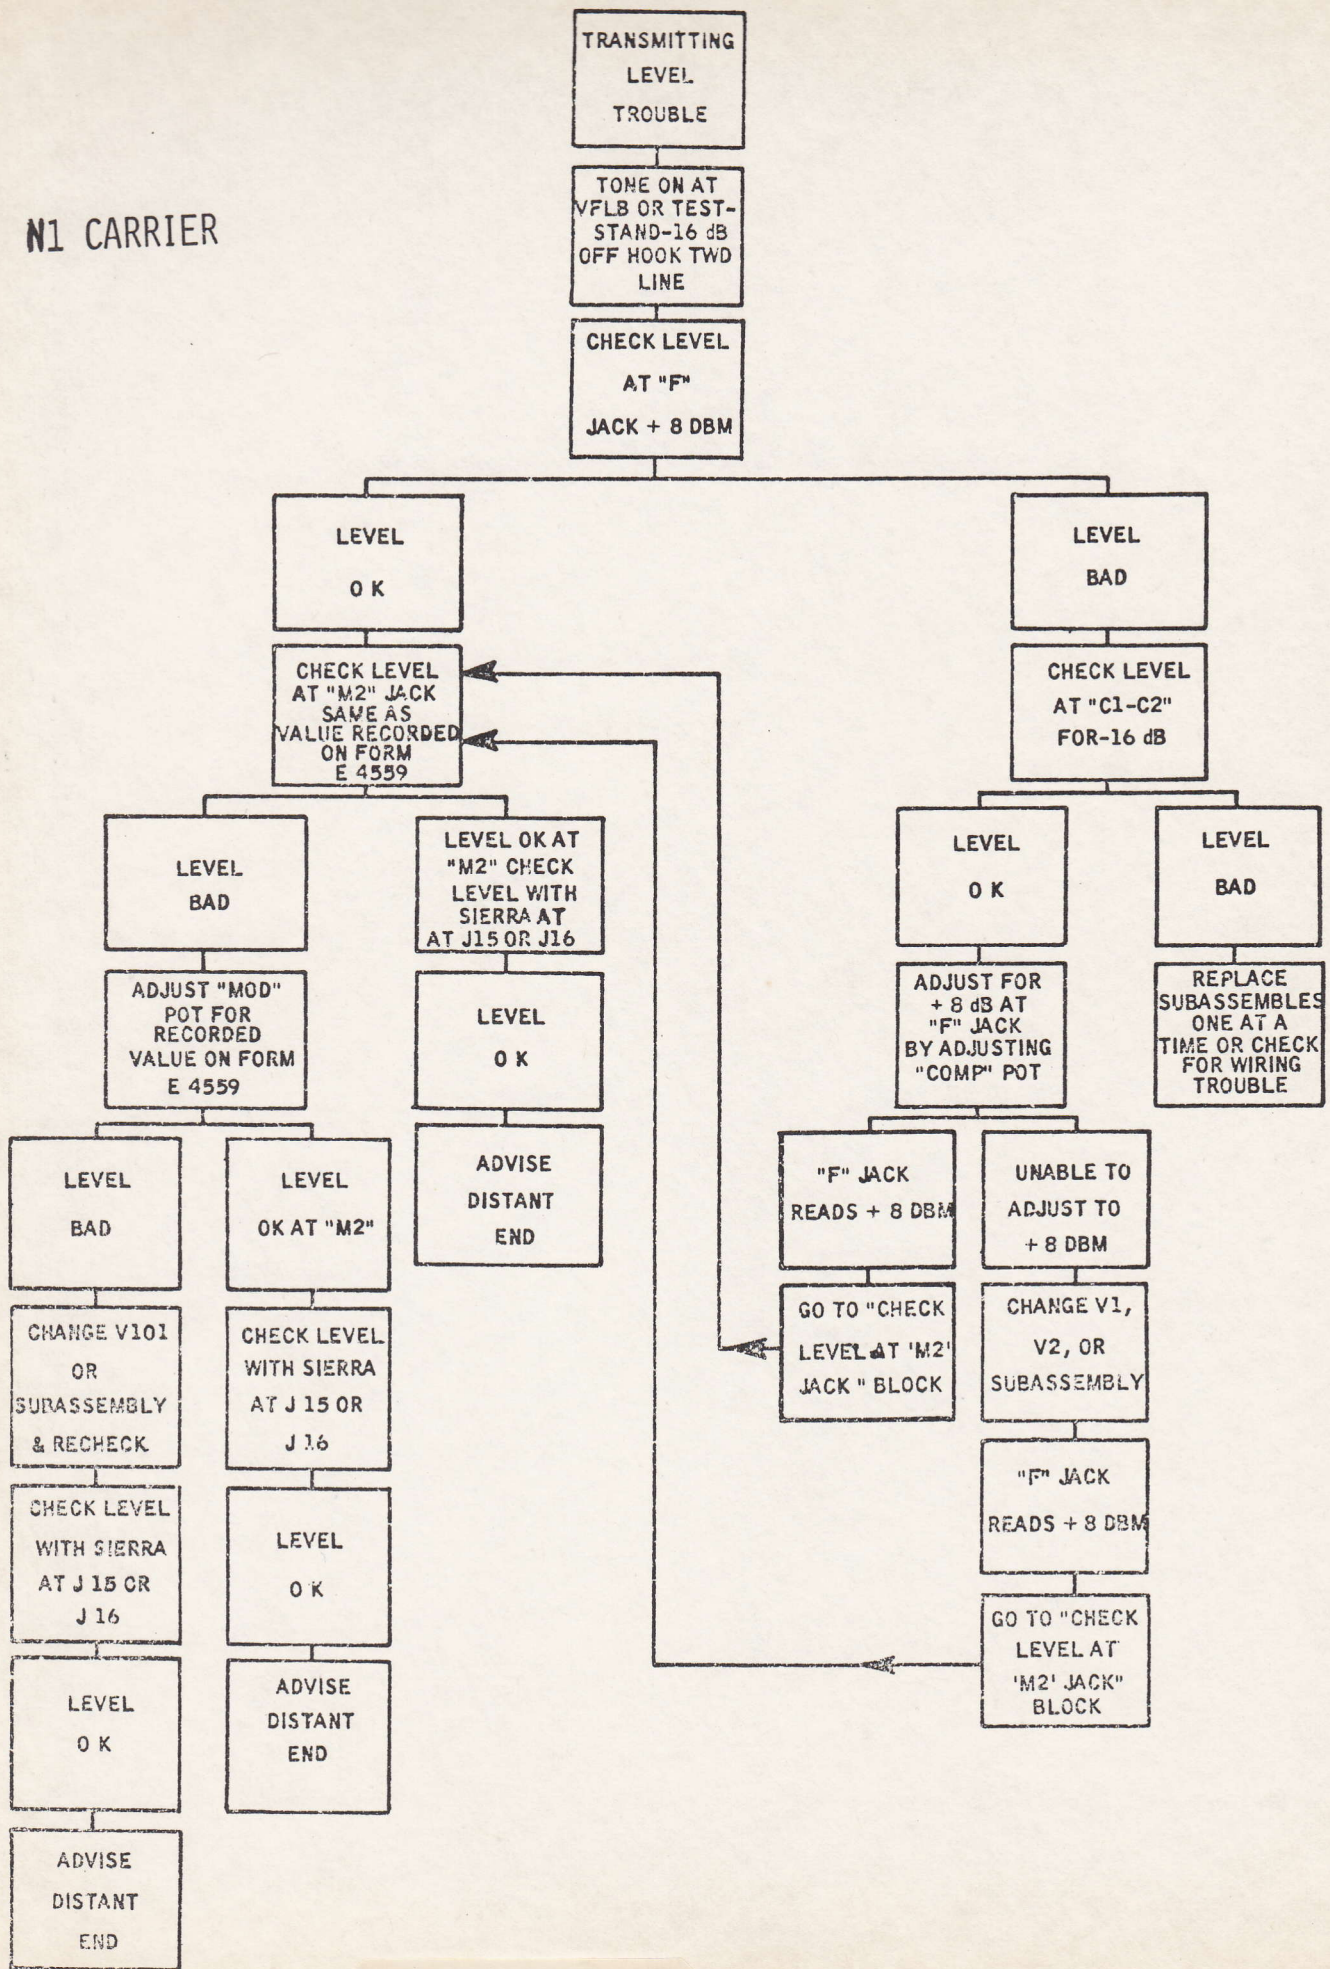 N1 CARRIER
TRANSMITTING
LEVEL
TROUBLE
TONE ON AT
VFLB OR TEST-
STAND-16 dB
OFF HOOK TWD
LINE
CHECK LEVEL
AT "F"
JACK + 8 DBM
LEVEL
O K
LEVEL
BAD
CHECK LEVEL
AT "M2" JACK
SAME AS
VALUE RECORDED
ON FORM
E 4559
CHECK LEVEL
AT "C1-C2"
FOR-16 dB
LEVEL
BAD
LEVEL OK AT
"M2" CHECK
LEVEL WITH
SIERRA AT
AT J15 OR J16
LEVEL
O K
LEVEL
BAD
ADJUST "MOD"
POT FOR
RECORDED
VALUE ON FORM
E 4559
LEVEL
O K
ADJUST FOR
+ 8 dB AT
"F" JACK
BY ADJUSTING
"COMP" POT
REPLACE
SUBASSEMBLES
ONE AT A
TIME OR CHECK
FOR WIRING
TROUBLE
LEVEL
BAD
LEVEL
OK AT "M2"
ADVISE
DISTANT
END
"F" JACK
READS + 8 DBM
UNABLE TO
ADJUST TO
+ 8 DBM
CHANGE V101
OR
SUBASSEMBLY
& RECHECK
CHECK LEVEL
WITH SIERRA
AT J 15 OR
J 16
GO TO "CHECK
LEVEL AT 'M2'
JACK " BLOCK
CHANGE V1,
V2, OR
SUBASSEMBLY
CHECK LEVEL
WITH SIERRA
AT J 15 OR
J 16
LEVEL
O K
"F" JACK
READS + 8 DBM
LEVEL
O K
ADVISE
DISTANT
END
GO TO "CHECK
LEVEL AT
'M2' JACK"
BLOCK
ADVISE
DISTANT
END